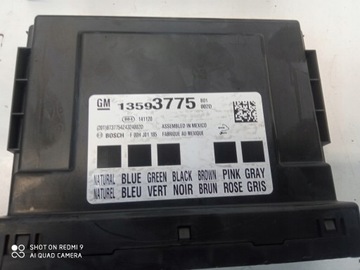 GM 13593775
141120
ASSEMBLED IN MEXICO
BOSCH FABRIQUE AU MEXIQUE
NATURAL BLUE GREEN BLACK BROWN PINK GRAY
NATUREL BLEU VERT NOIR BRUN ROSE GRIS
SHOT ON REDMI 9
AI QUAD CAMERA